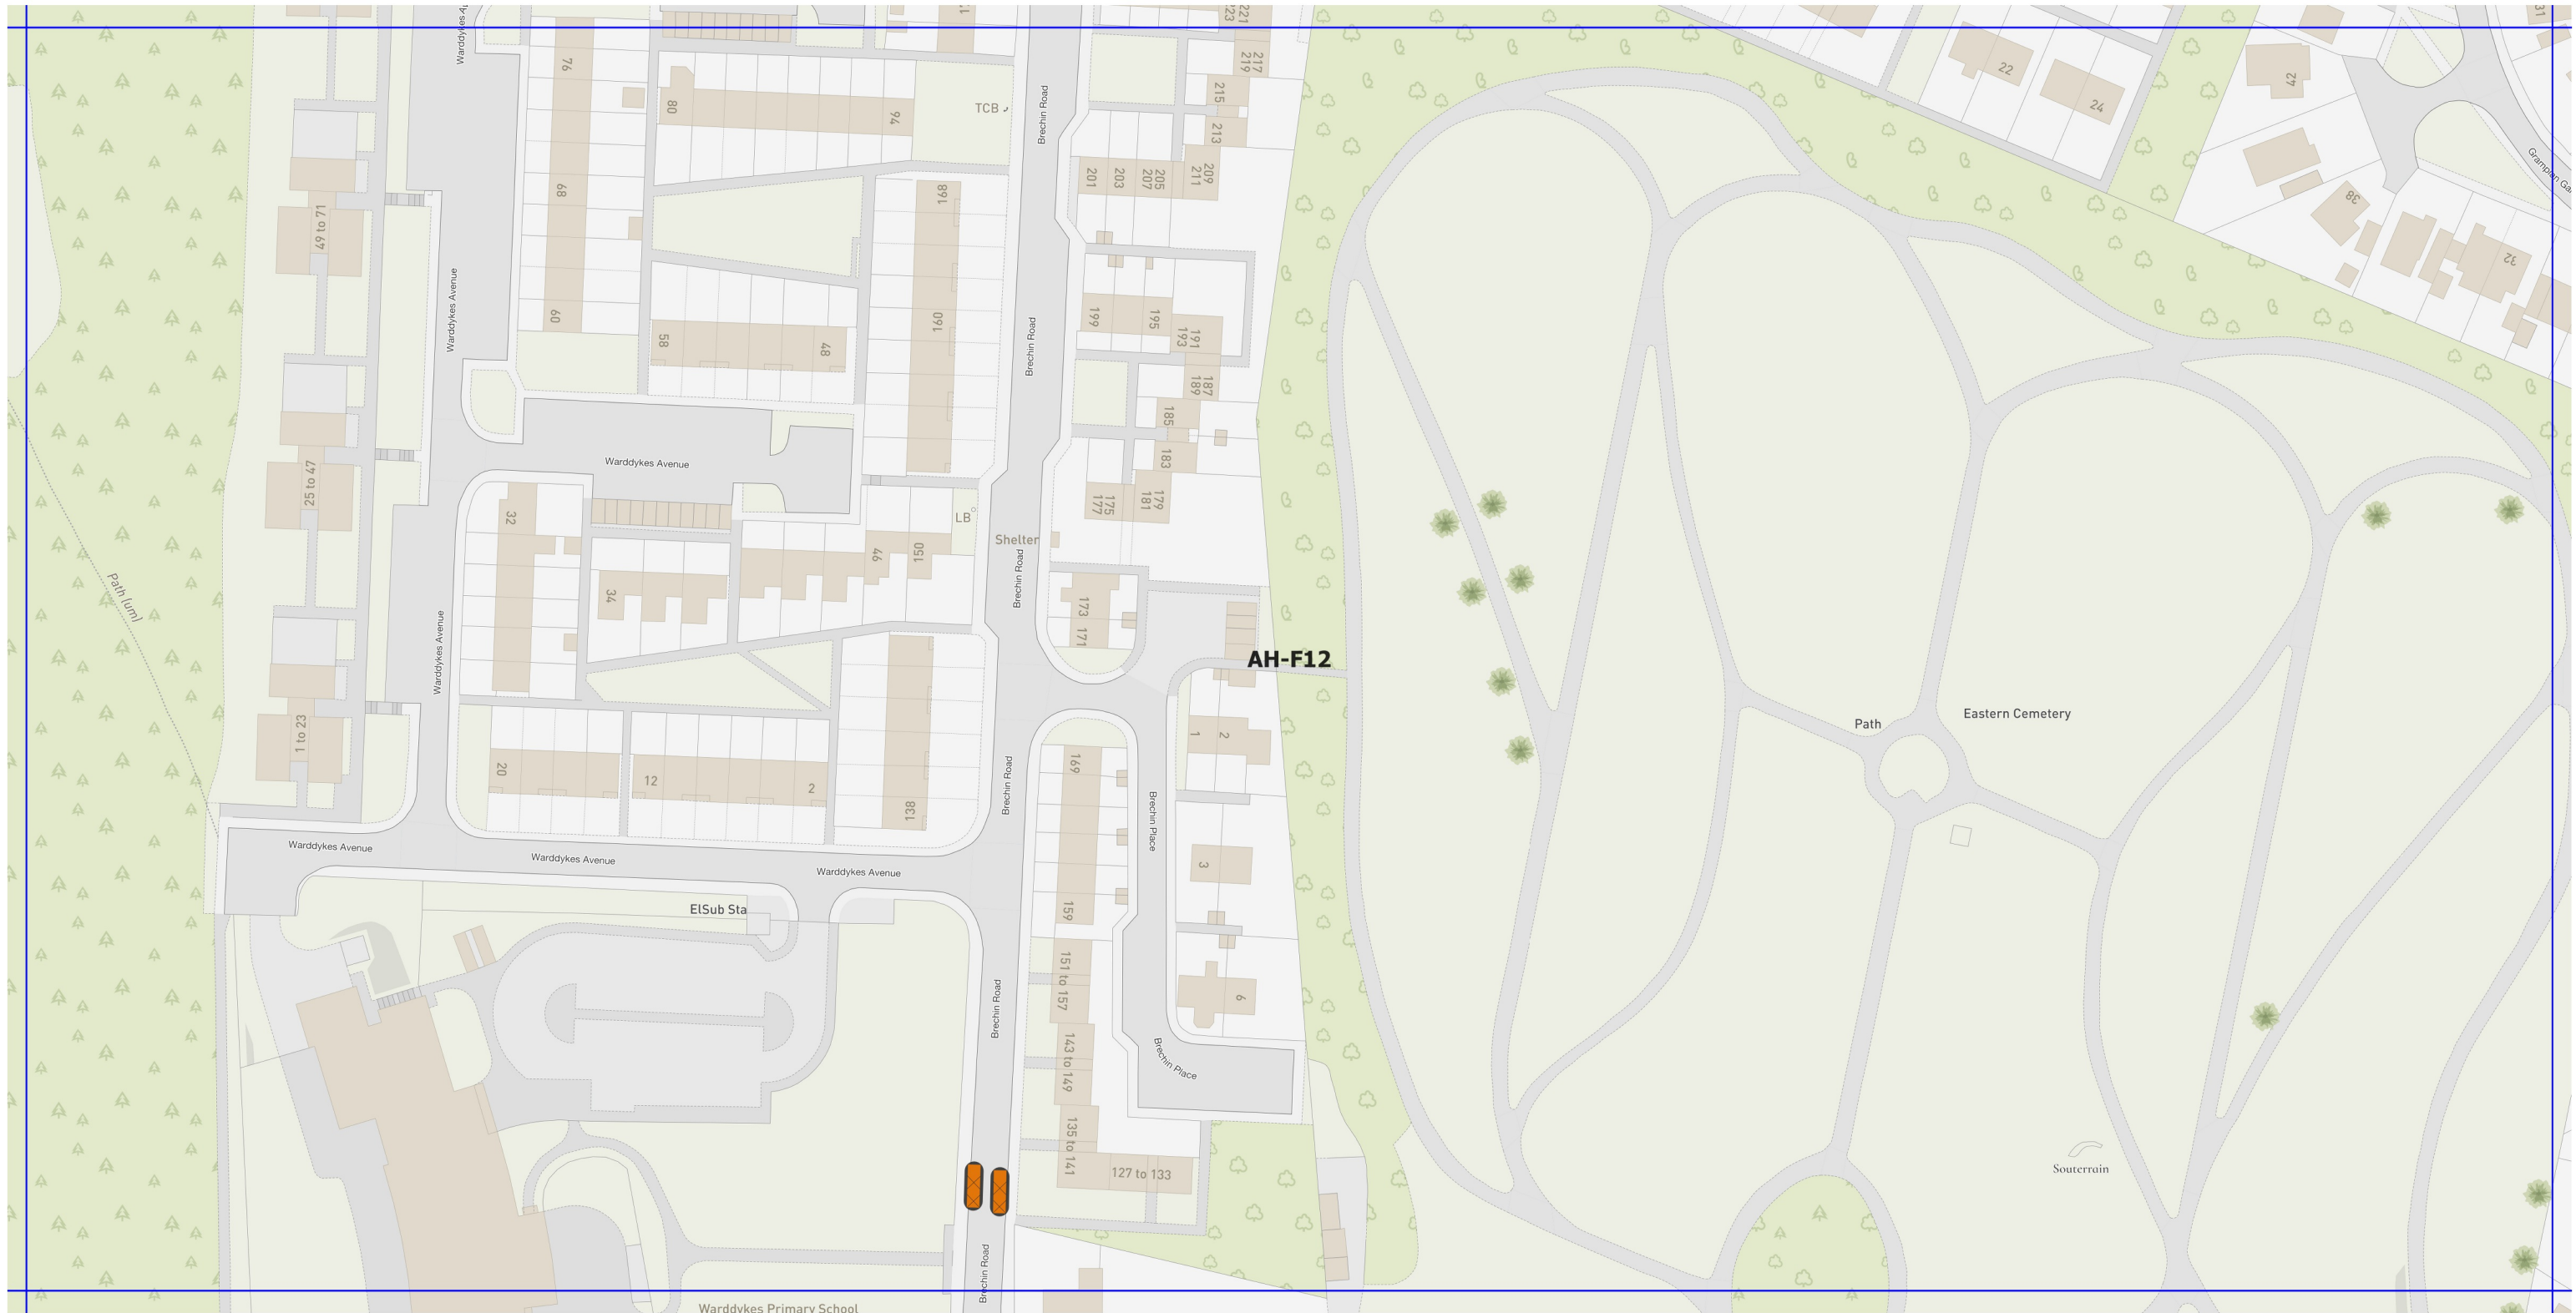 Warddykes A
76
68
60
80
94
TCB
168
160
58
48
Brechin Road
221
223
217
219
215
213
209
211
205
207
203
201
199
195
191
193
187
189
185
183
179
181
175
177
22
24
42
38
32
31
Grampian Ga
49 to 71
Warddykes Avenue
Brechin Road
25 to 47
Warddykes Avenue
32
34
46
150
LB
Shelter
Brechin Road
Path (um)
173
171
Warddykes Avenue
AH-F12
1 to 23
20
12
2
138
Brechin Road
169
159
1
2
3
6
Brechin Place
Path
Eastern Cemetery
Warddykes Avenue
Warddykes Avenue
Warddykes Avenue
ElSub Sta
Brechin Road
151 to 157
143 to 149
135 to 141
127 to 133
Brechin Place
Souterrain
Brechin Road
Warddykes Primary School